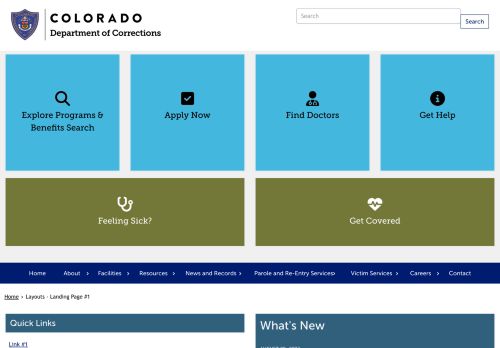 COLORADO
Department of Corrections
Search
Search
Explore Programs &
Benefits Search
Apply Now
Find Doctors
Get Help
Feeling Sick?
Get Covered
Home About Facilities Resources News and Records Parole and Re-Entry Services Victim Services Careers Contact
Home › Layouts - Landing Page #1
Quick Links
Link #1
What's New